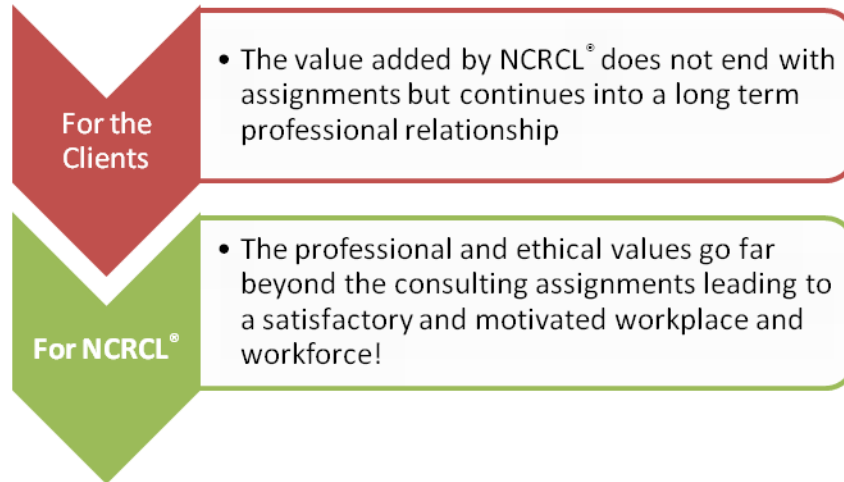 For the
Clients
• The value added by NCRCL® does not end with
assignments but continues into a long term
professional relationship
For NCRCL®
• The professional and ethical values go far
beyond the consulting assignments leading to
a satisfactory and motivated workplace and
workforce!